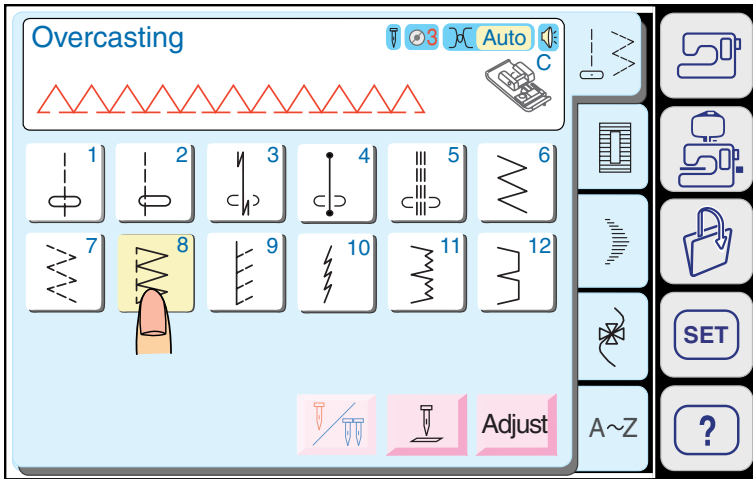 Overcasting
3 Auto
C
1 2 3 4 5 6
7 8 9 10 11 12
Adjust
A~Z
SET
?